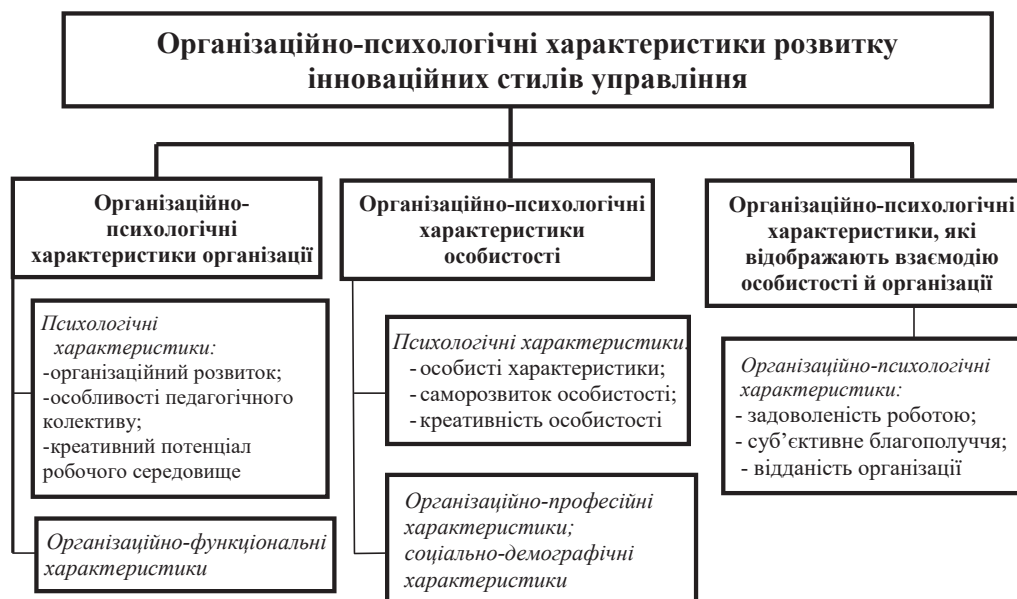 Організаційно-психологічні характеристики розвитку
інноваційних стилів управління
Організаційно-
психологічні
характеристики організації
Психологічні
характеристики:
-організаційний розвиток;
-особливості педагогічного
колективу;
-креативний потенціал
робочого середовище
Організаційно-функціональні
характеристики
Організаційно-психологічні
характеристики
особистості
Психологічні характеристики:
- особисті характеристики;
- саморозвиток особистості;
- креативність особистості
Організаційно-професійні
характеристики;
соціально-демографічні
характеристики
Організаційно-психологічні
характеристики, які
відображають взаємодію
особистості й організації
Організаційно-психологічні
характеристики:
- задоволеність роботою;
- суб’єктивне благополуччя;
- відданість організації